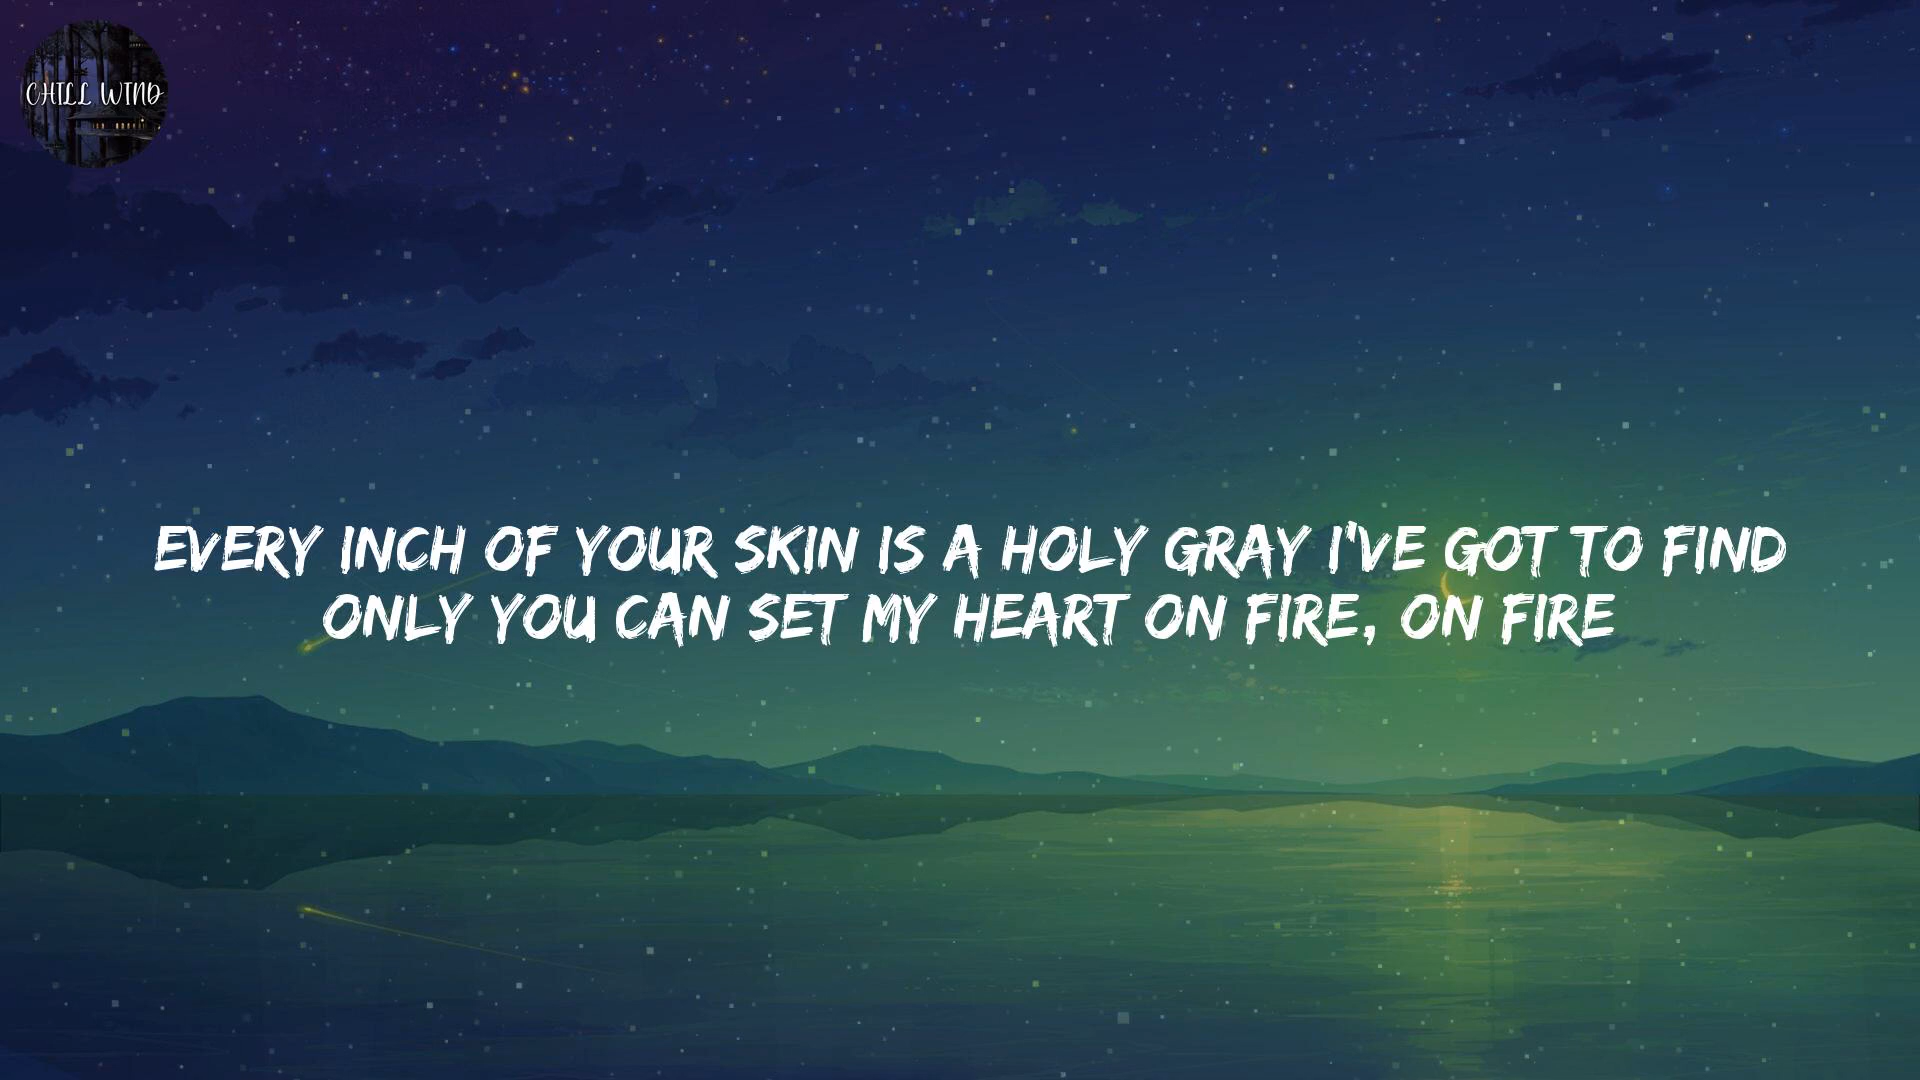 CHILL WIND
EVERY INCH OF YOUR SKIN IS A HOLY GRAY I'VE GOT TO FIND
ONLY YOU CAN SET MY HEART ON FIRE, ON FIRE